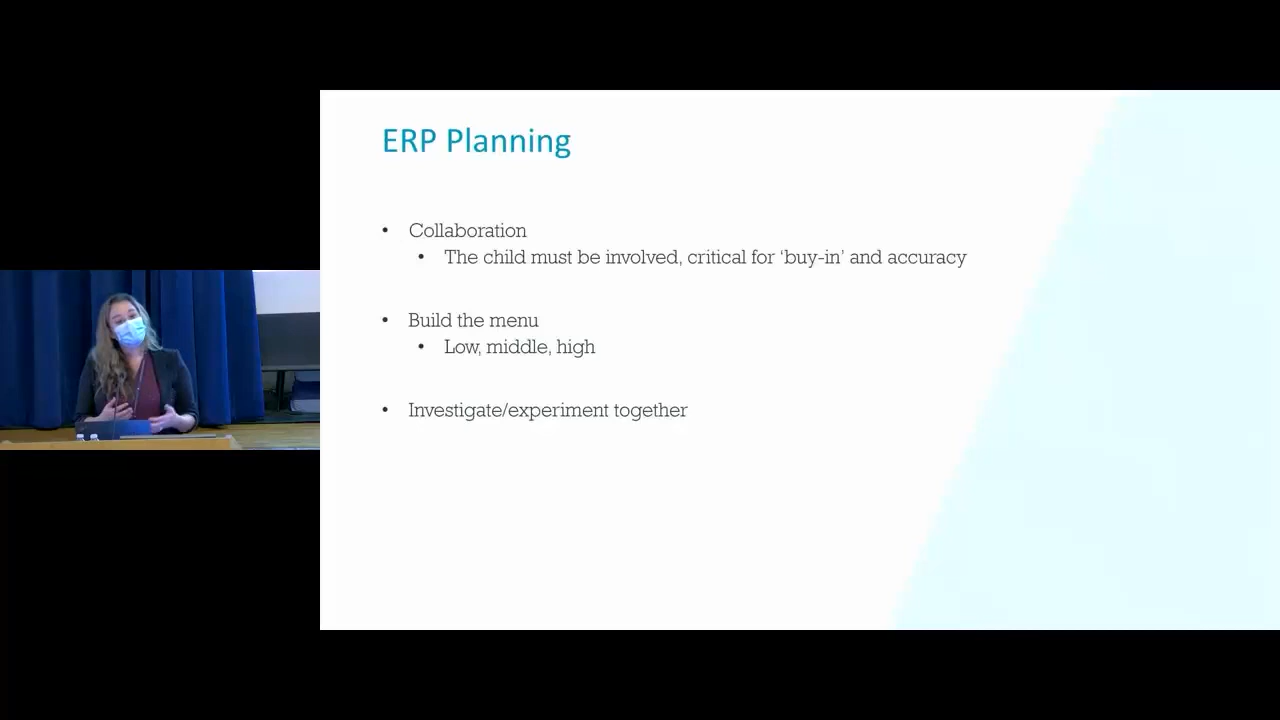 ERP Planning
• Collaboration
• The child must be involved, critical for ‘buy-in’ and accuracy
• Build the menu
• Low, middle, high
• Investigate/experiment together